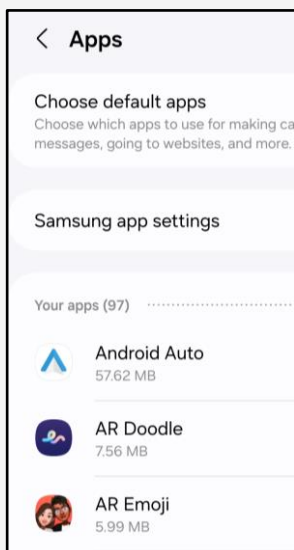 Apps
Choose default apps
Choose which apps to use for making
messages, going to websites, and more.
Samsung app settings
Your apps (97)
Android Auto
57.62 MB
AR Doodle
7.56 MB
AR Emoji
5.99 MB